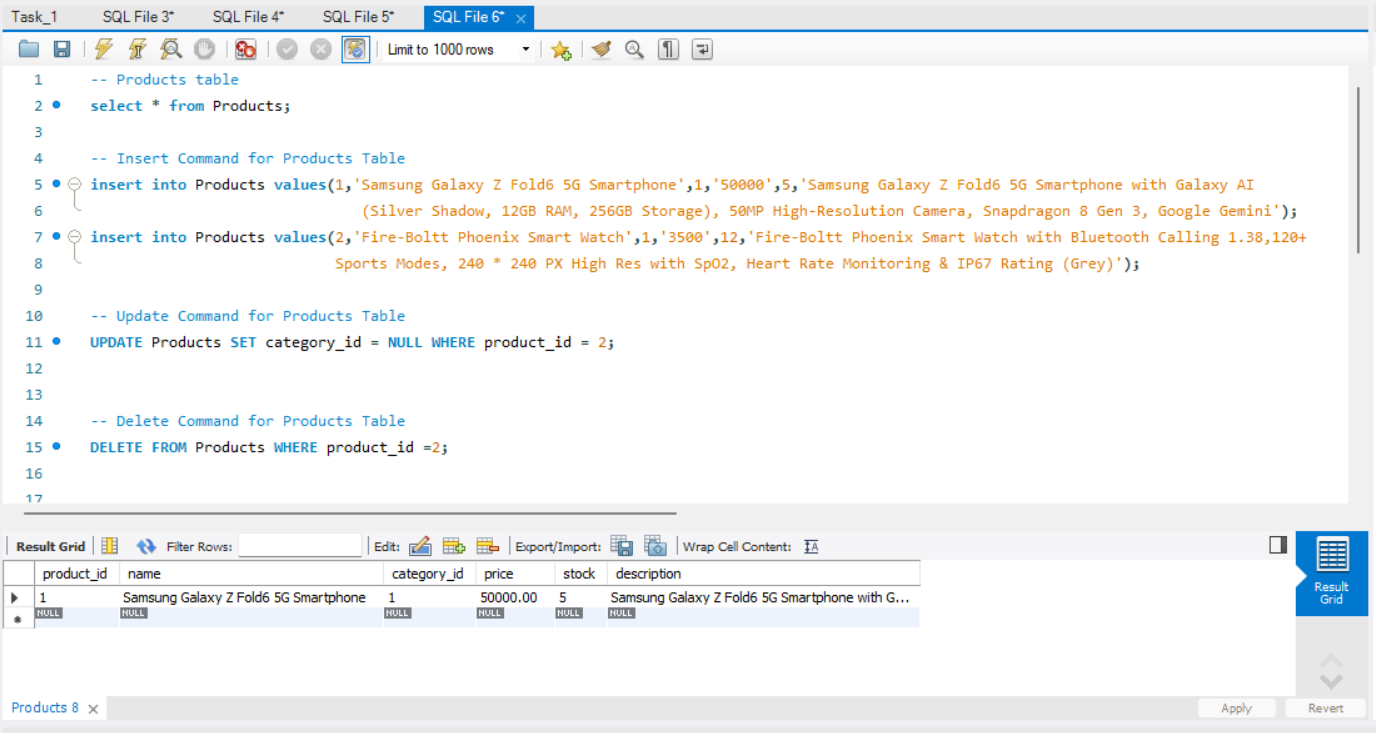 Task_1 SQL File 3* SQL File 4* SQL File 5* SQL File 6* ×
Limit to 1000 rows
1 -- Products table
2 select * from Products;
3
4 -- Insert Command for Products Table
5 insert into Products values(1,'Samsung Galaxy Z Fold6 5G Smartphone',1,'50000',5,'Samsung Galaxy Z Fold6 5G Smartphone with Galaxy AI
6 (Silver Shadow, 12GB RAM, 256GB Storage), 50MP High-Resolution Camera, Snapdragon 8 Gen 3, Google Gemini');
7 insert into Products values(2,'Fire-Boltt Phoenix Smart Watch',1,'3500',12,'Fire-Boltt Phoenix Smart Watch with Bluetooth Calling 1.38,120+
8 Sports Modes, 240 * 240 PX High Res with SpO2, Heart Rate Monitoring & IP67 Rating (Grey)');
9
10 -- Update Command for Products Table
11 UPDATE Products SET category_id = NULL WHERE product_id = 2;
12
13
14 -- Delete Command for Products Table
15 DELETE FROM Products WHERE product_id =2;
16
17
Result Grid Filter Rows: Edit: Export/Import: Wrap Cell Content: IA
product_id name category_id price stock description
1 Samsung Galaxy Z Fold6 5G Smartphone 1 50000.00 5 Samsung Galaxy Z Fold6 5G Smartphone with G...
NULL NULL NULL NULL NULL NULL
Result
Grid
Products 8 × Apply Revert